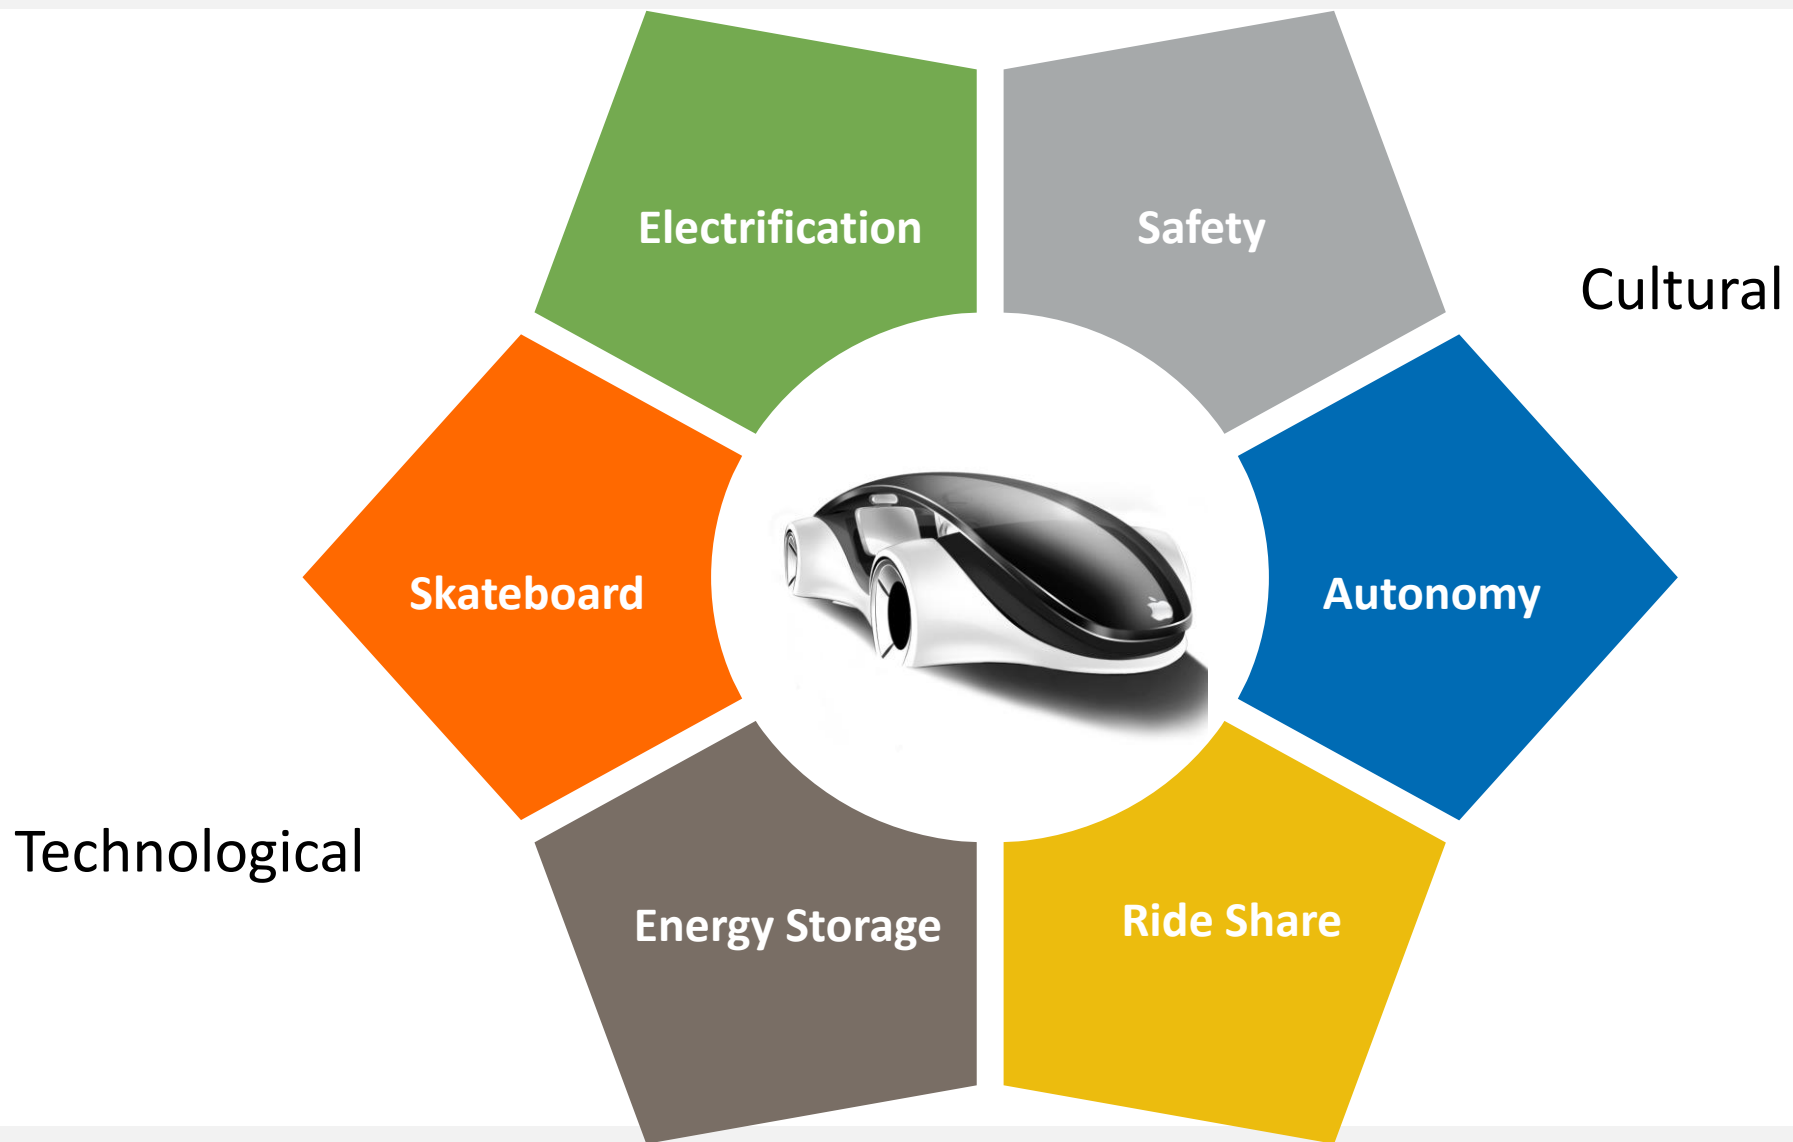 Electrification
Safety
Cultural
Skateboard
Autonomy
Technological
Energy Storage
Ride Share